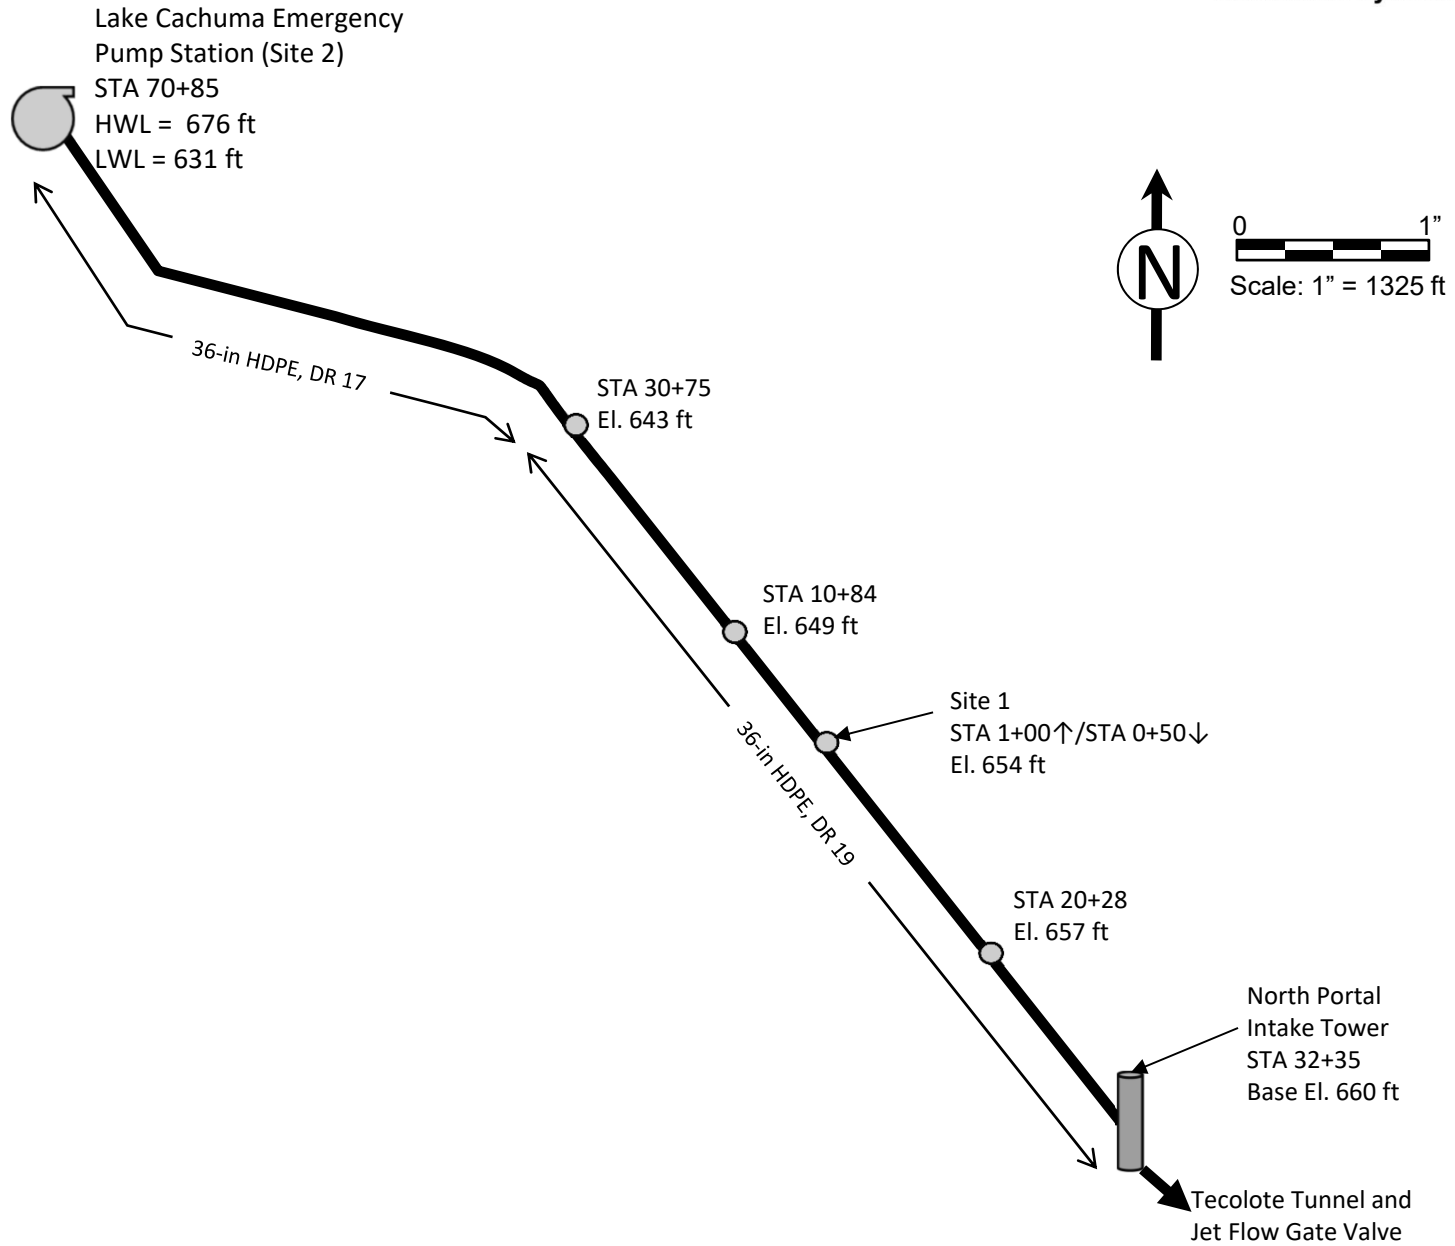 Lake Cachuma Emergency
Pump Station (Site 2)
STA 70+85
HWL = 676 ft
LWL = 631 ft
N
0 1”
Scale: 1” = 1325 ft
36-in HDPE, DR 17
STA 30+75
El. 643 ft
STA 10+84
El. 649 ft
Site 1
STA 1+00↑/STA 0+50↓
El. 654 ft
36-in HDPE, DR 19
STA 20+28
El. 657 ft
North Portal
Intake Tower
STA 32+35
Base El. 660 ft
Tecolote Tunnel and
Jet Flow Gate Valve